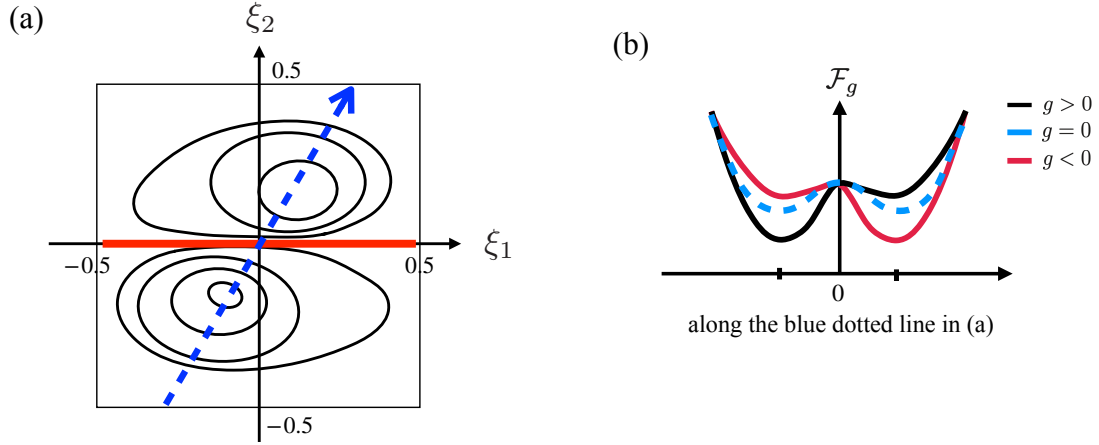 (a)
ξ₂
0.5
ξ₁
−0.5
0.5
−0.5
(b)
ℱ_g
g > 0
g = 0
g < 0
0
along the blue dotted line in (a)